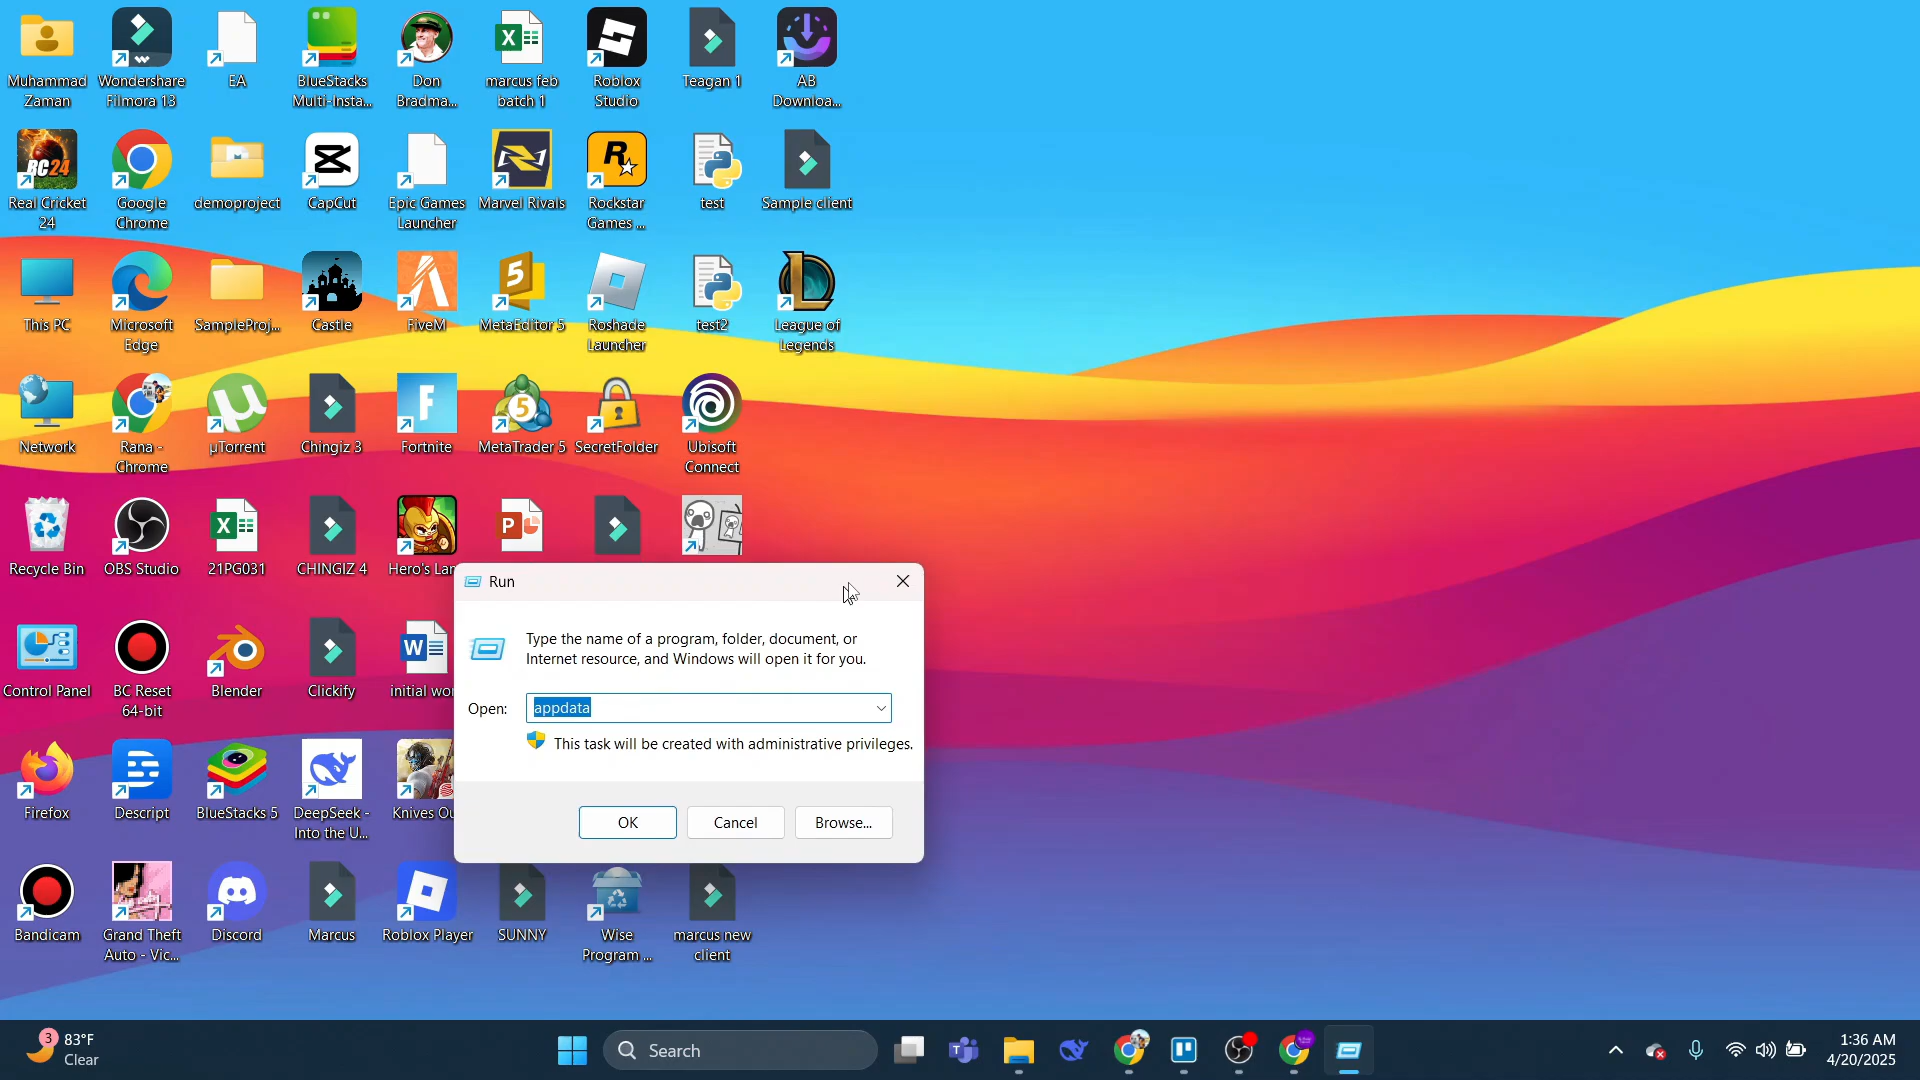 Muhammad
Zaman
Wondershare
Filmora 13
EA
BlueStacks
Multi-Insta...
Don
Bradma...
marcus feb
batch 1
Roblox
Studio
Teagan 1
AB
Downloa...
Real Cricket
24
Google
Chrome
demoproject
CapCut
Epic Games
Launcher
Marvel Rivals
Rockstar
Games ...
test
Sample client
This PC
Microsoft
Edge
SampleProj...
Castle
FiveM
MetaEditor 5
Roshade
Launcher
test2
League of
Legends
Network
Rana -
Chrome
µTorrent
Chingiz 3
Fortnite
MetaTrader 5
SecretFolder
Ubisoft
Connect
Recycle Bin
OBS Studio
21PG031
CHINGIZ 4
Hero's Lan
Control Panel
BC Reset
64-bit
Blender
Clickify
initial wor
Firefox
Descript
BlueStacks 5
DeepSeek -
Into the U...
Knives Ou
Bandicam
Grand Theft
Auto - Vic...
Discord
Marcus
Roblox Player
SUNNY
Wise
Program ...
marcus new
client
Run
Type the name of a program, folder, document, or
Internet resource, and Windows will open it for you.
Open:
appdata
This task will be created with administrative privileges.
OK
Cancel
Browse...
3
83°F
Clear
Search
1:36 AM
4/20/2025